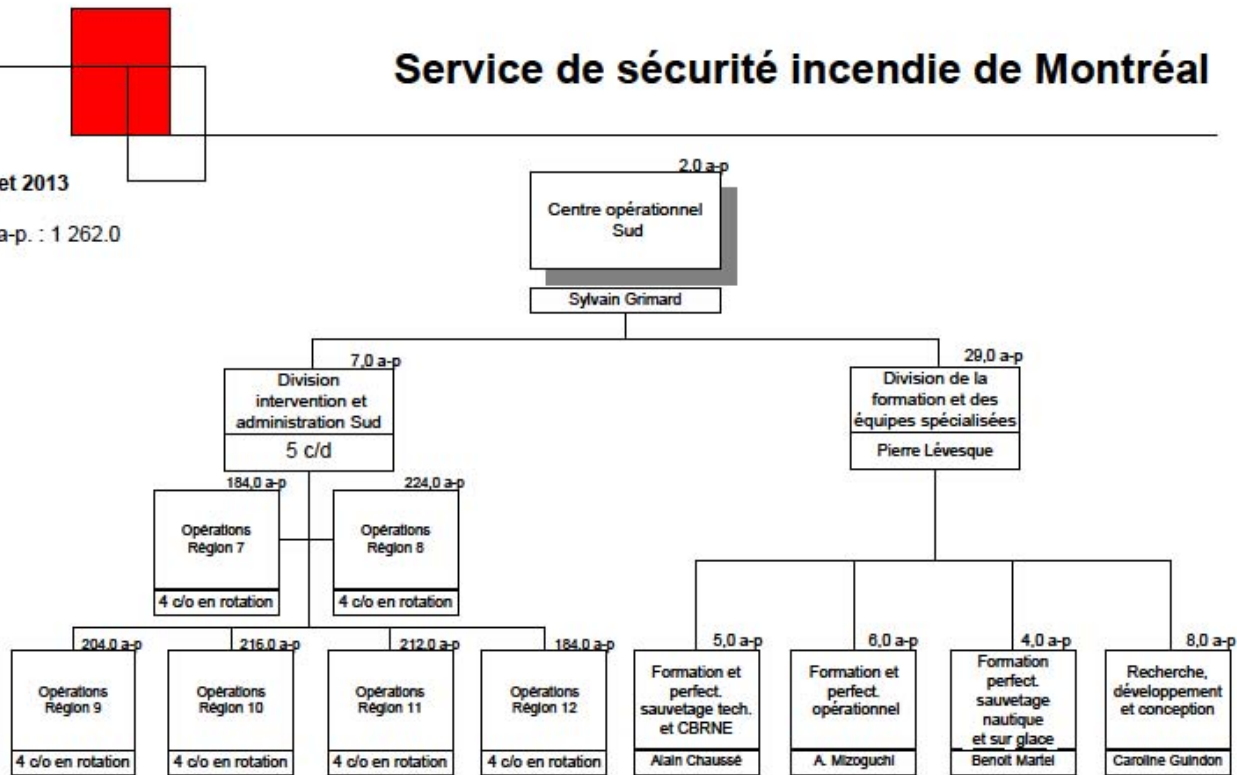 Service de sécurité incendie de Montréal
et 2013
a-p. : 1 262.0
2,0 a-p
Centre opérationnel
Sud
Sylvain Grimard
7,0 a-p
Division
intervention et
administration Sud
5 c/d
29,0 a-p
Division de la
formation et des
équipes spécialisées
Pierre Lévesque
184,0 a-p
Opérations
Région 7
4 c/o en rotation
224,0 a-p
Opérations
Région 8
4 c/o en rotation
204.0 a-p
Opérations
Région 9
4 c/o en rotation
216.0 a-p
Opérations
Région 10
4 c/o en rotation
212.0 a-p
Opérations
Région 11
4 c/o en rotation
184.0 a-p
Opérations
Région 12
4 c/o en rotation
5,0 a-p
Formation et
perfect.
sauvetage tech.
et CBRNE
Alain Chaussé
6,0 a-p
Formation et
perfect.
opérationnel
A. Mizoguchi
4,0 a-p
Formation
perfect.
sauvetage
nautique
et sur glace
Benoit Martel
8,0 a-p
Recherche,
développement
et conception
Caroline Guindon